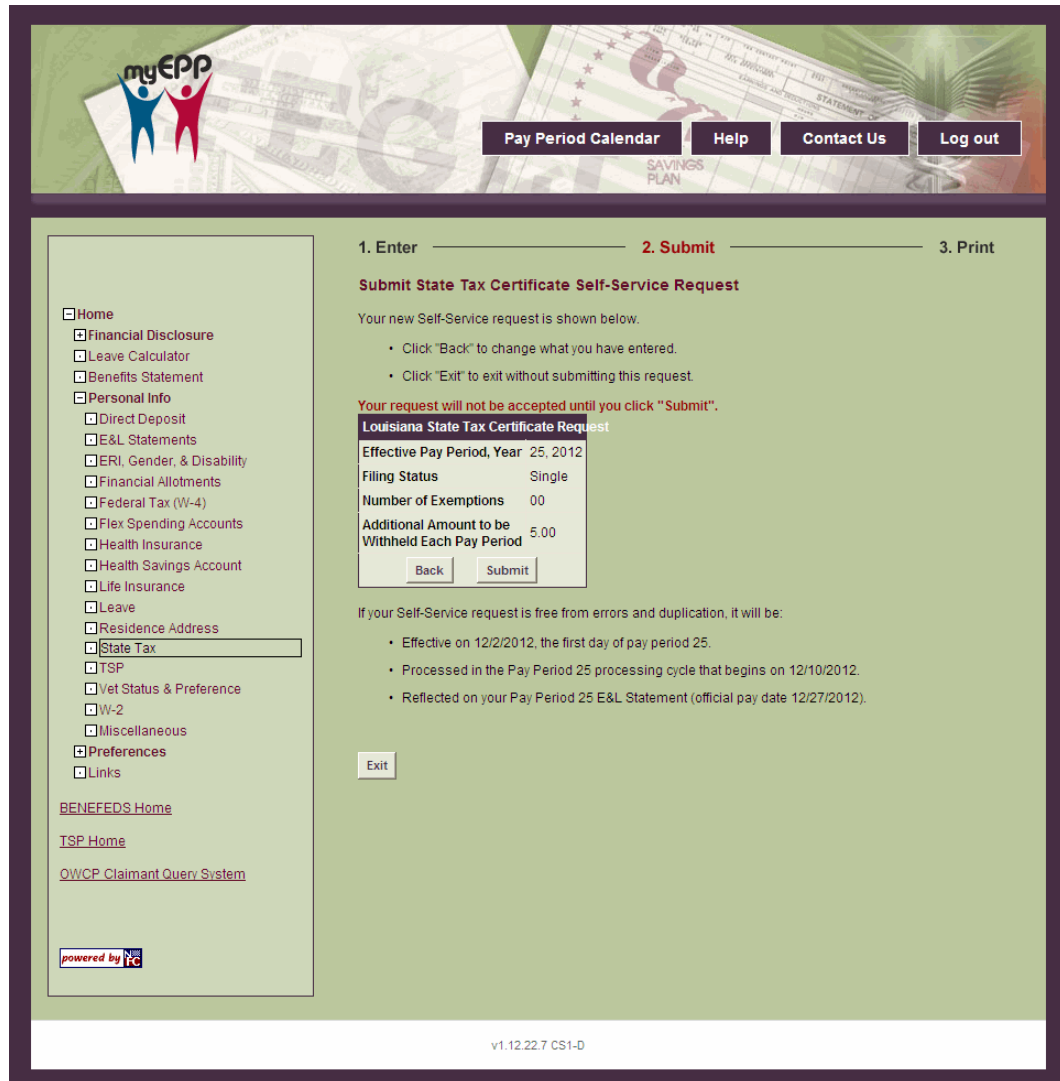 myEPP
STATEMENT OF
SAVINGS
PLAN
Pay Period Calendar
Help
Contact Us
Log out
1. Enter
2. Submit
3. Print
Submit State Tax Certificate Self-Service Request
Your new Self-Service request is shown below.
• Click "Back" to change what you have entered.
• Click "Exit" to exit without submitting this request.
Your request will not be accepted until you click "Submit".
Louisiana State Tax Certificate Request
Effective Pay Period, Year 25, 2012
Filing Status Single
Number of Exemptions 00
Additional Amount to be
Withheld Each Pay Period 5.00
Back Submit
If your Self-Service request is free from errors and duplication, it will be:
• Effective on 12/2/2012, the first day of pay period 25.
• Processed in the Pay Period 25 processing cycle that begins on 12/10/2012.
• Reflected on your Pay Period 25 E&L Statement (official pay date 12/27/2012).
Exit
Home
Financial Disclosure
Leave Calculator
Benefits Statement
Personal Info
Direct Deposit
E&L Statements
ERI, Gender, & Disability
Financial Allotments
Federal Tax (W-4)
Flex Spending Accounts
Health Insurance
Health Savings Account
Life Insurance
Leave
Residence Address
State Tax
TSP
Vet Status & Preference
W-2
Miscellaneous
Preferences
Links
BENEFEDS Home
TSP Home
OWCP Claimant Query System
powered by NFC
v1.12.22.7 CS1-D